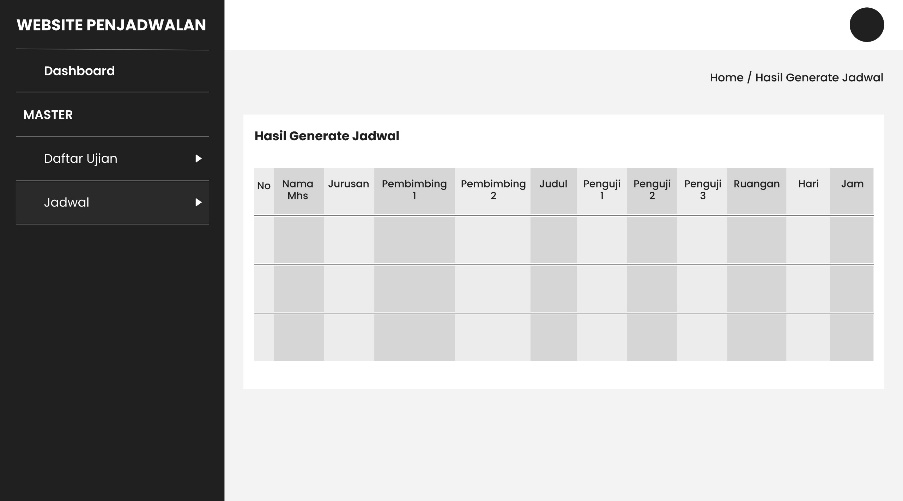 WEBSITE PENJADWALAN
Dashboard
MASTER
Daftar Ujian
Jadwal
Home / Hasil Generate Jadwal
Hasil Generate Jadwal
No
Nama
Mhs
Jurusan
Pembimbing
1
Pembimbing
2
Judul
Penguji
1
Penguji
2
Penguji
3
Ruangan
Hari
Jam